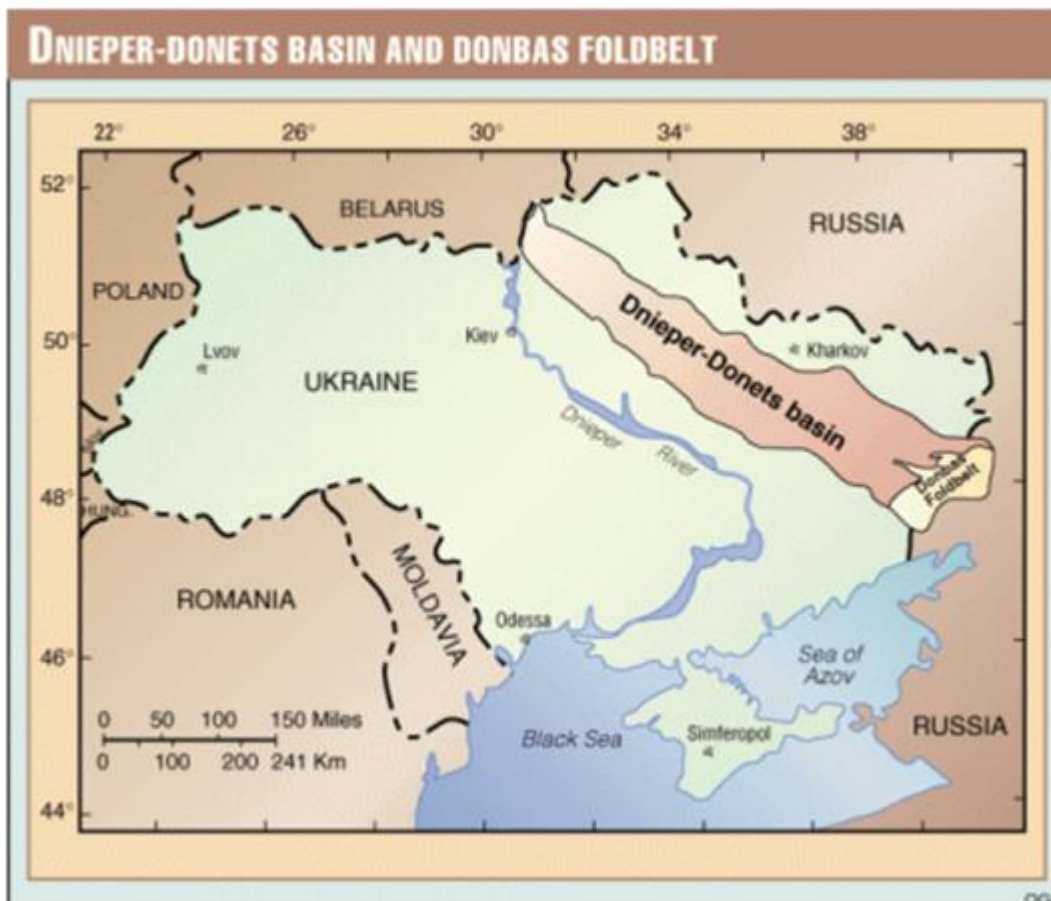 DNIEPER-DONETS BASIN AND DONBAS FOLDBELT
22° 26° 30° 34° 38°
52°
BELARUS
RUSSIA
POLAND
Dnieper-Donets basin
50°
Kiev
Kharkov
Lvov
UKRAINE
Dnieper River
Donbas
Foldbelt
48°
HUNG.
MOLDAVIA
ROMANIA
Odessa
46°
Sea of
Azov
0 50 100 150 Miles
0 100 200 241 Km
Black Sea
Simferopol
RUSSIA
44°